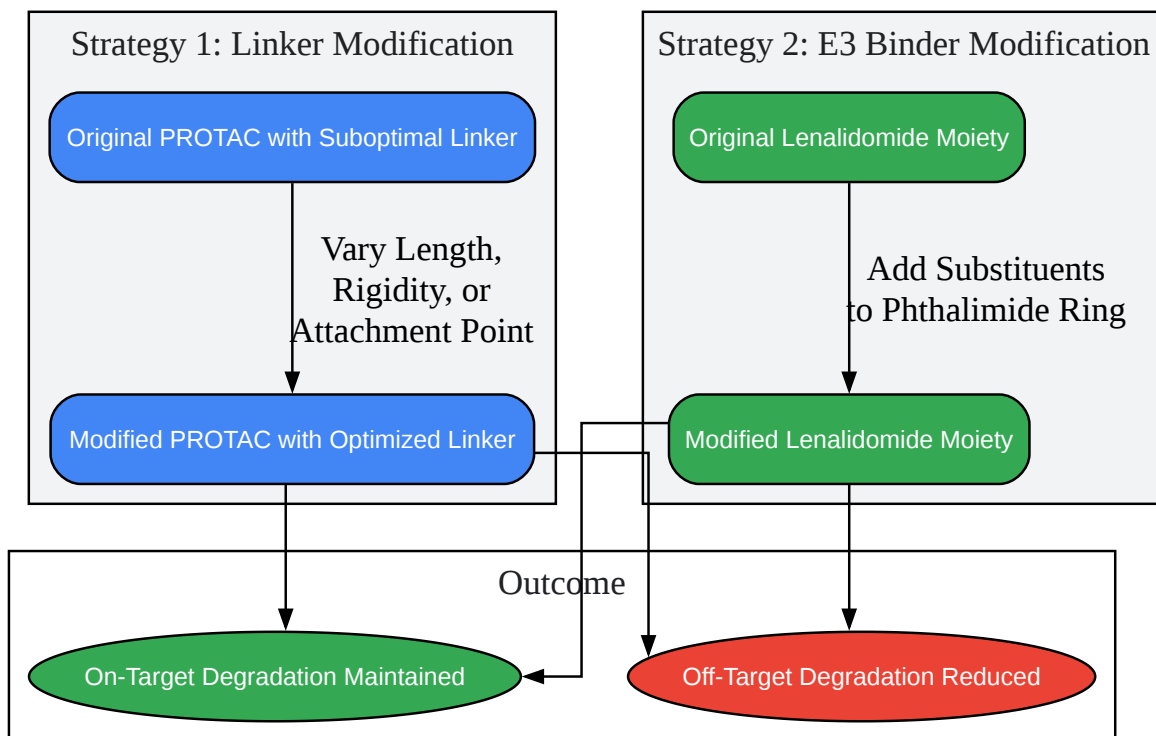 Strategy 1: Linker Modification
Original PROTAC with Suboptimal Linker
Vary Length,
Rigidity, or
Attachment Point
Modified PROTAC with Optimized Linker
Strategy 2: E3 Binder Modification
Original Lenalidomide Moiety
Add Substituents
to Phthalimide Ring
Modified Lenalidomide Moiety
Outcome
On-Target Degradation Maintained
Off-Target Degradation Reduced